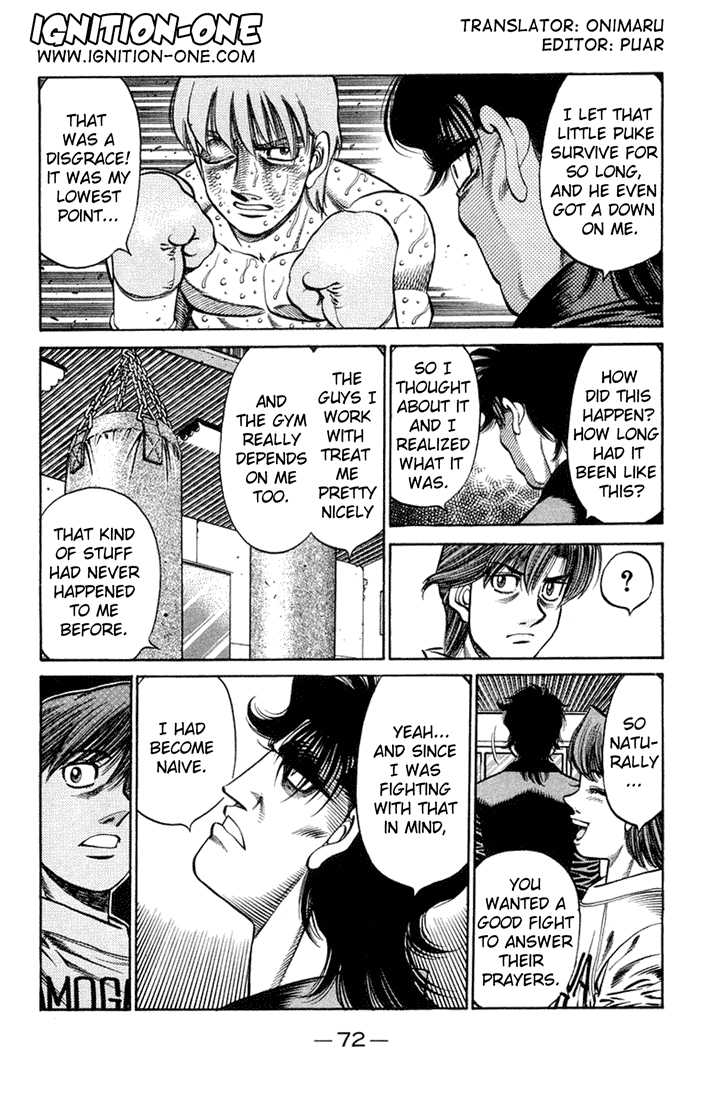 IGNITION-ONE
WWW.IGNITION-ONE.COM
TRANSLATOR: ONIMARU
EDITOR: PUAR
I LET THAT
LITTLE PUKE
SURVIVE FOR
SO LONG,
AND HE EVEN
GOT A DOWN
ON ME.
THAT
WAS A
DISGRACE!
IT WAS MY
LOWEST
POINT...
HOW
DID THIS
HAPPEN?
HOW LONG
HAD IT
BEEN LIKE
THIS?
SO I
THOUGHT
ABOUT IT
AND I
REALIZED
WHAT IT
WAS.
?
THE
GUYS I
WORK
WITH
TREAT
ME
PRETTY
NICELY
AND
THE GYM
REALLY
DEPENDS
ON ME
TOO.
THAT KIND
OF STUFF
HAD NEVER
HAPPENED
TO ME
BEFORE.
SO
NATU-
RALLY
...
YOU
WANTED A
GOOD FIGHT
TO ANSWER
THEIR
PRAYERS.
YEAH...
AND SINCE
I WAS
FIGHTING
WITH THAT
IN MIND,
I HAD
BECOME
NAIVE.
AMOG
—72—